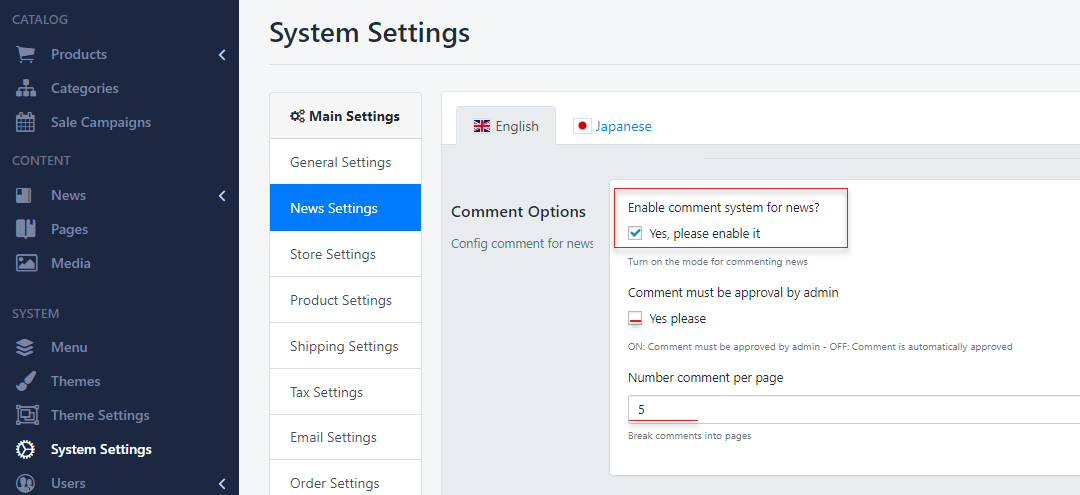 CATALOG
Products
Categories
Sale Campaigns
CONTENT
News
Pages
Media
SYSTEM
Menu
Themes
Theme Settings
System Settings
Users
System Settings
Main Settings
General Settings
News Settings
Store Settings
Product Settings
Shipping Settings
Tax Settings
Email Settings
Order Settings
English
Japanese
Comment Options
Config comment for news
Enable comment system for news?
Yes, please enable it
Turn on the mode for commenting news
Comment must be approval by admin
Yes please
ON: Comment must be approved by admin - OFF: Comment is automatically approved
Number comment per page
5
Break comments into pages